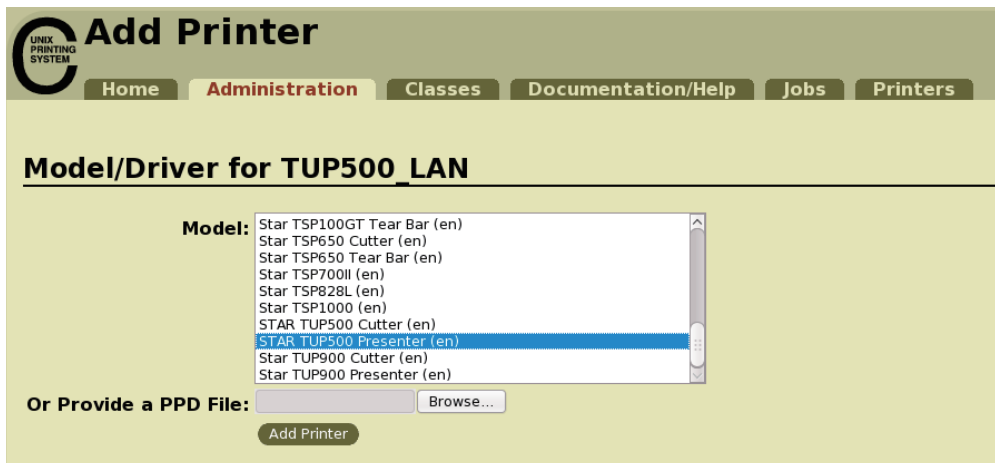 UNIX
PRINTING
SYSTEM
Add Printer
Home Administration Classes Documentation/Help Jobs Printers
Model/Driver for TUP500_LAN
Model:
Star TSP100GT Tear Bar (en)
Star TSP650 Cutter (en)
Star TSP650 Tear Bar (en)
Star TSP700II (en)
Star TSP828L (en)
Star TSP1000 (en)
STAR TUP500 Cutter (en)
STAR TUP500 Presenter (en)
Star TUP900 Cutter (en)
Star TUP900 Presenter (en)
Or Provide a PPD File: Browse...
Add Printer